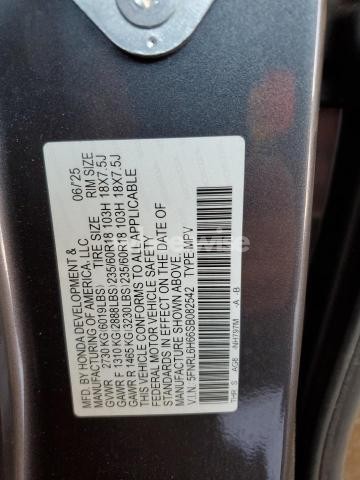 MFD. BY HONDA DEVELOPMENT & 06/'25
MANUFACTURING OF AMERICA, LLC
GVWR 2730 KG(6019LBS) TIRE SIZE RIM SIZE
GAWR F 1310 KG(2888LBS)235/60R18 103H 18X7.5J
GAWR R 1465 KG(3230LBS)235/60R18 103H 18X7.5J
THIS VEHICLE CONFORMS TO ALL APPLICABLE
FEDERAL MOTOR VEHICLE SAFETY
STANDARDS IN EFFECT ON THE DATE OF
MANUFACTURE SHOWN ABOVE.
V.I.N. 5FNRL6H66SB082542 TYPE:MPV
THR I S AG8 NH797M -A B